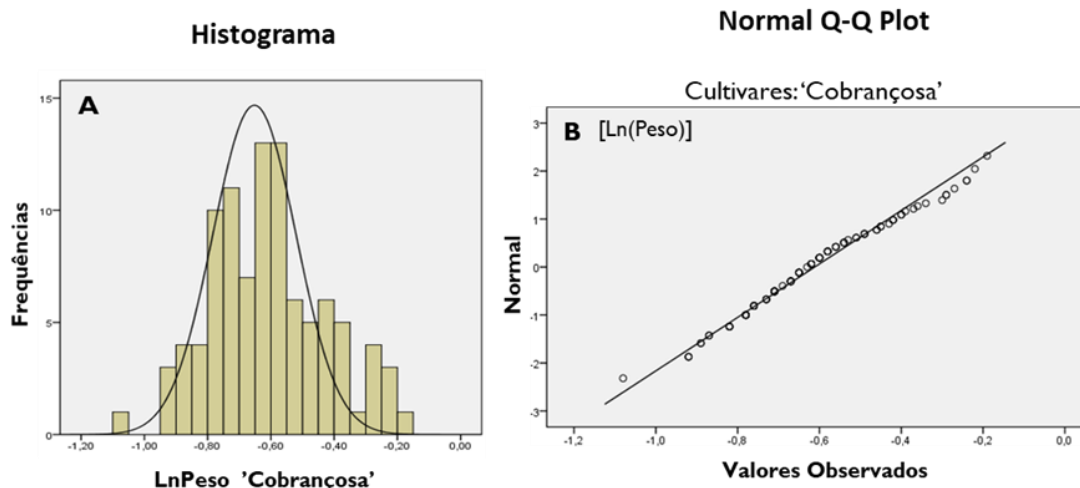 Histograma
A
15
10
5
0
Frequências
-1,20 -1,00 -0,80 -0,60 -0,40 -0,20 0,00
LnPeso 'Cobrançosa'
Normal Q-Q Plot
Cultivares: 'Cobrançosa'
B [Ln(Peso)]
3
2
1
0
-1
-2
-3
Normal
-1,2 -1,0 -0,8 -0,6 -0,4 -0,2 0,0
Valores Observados